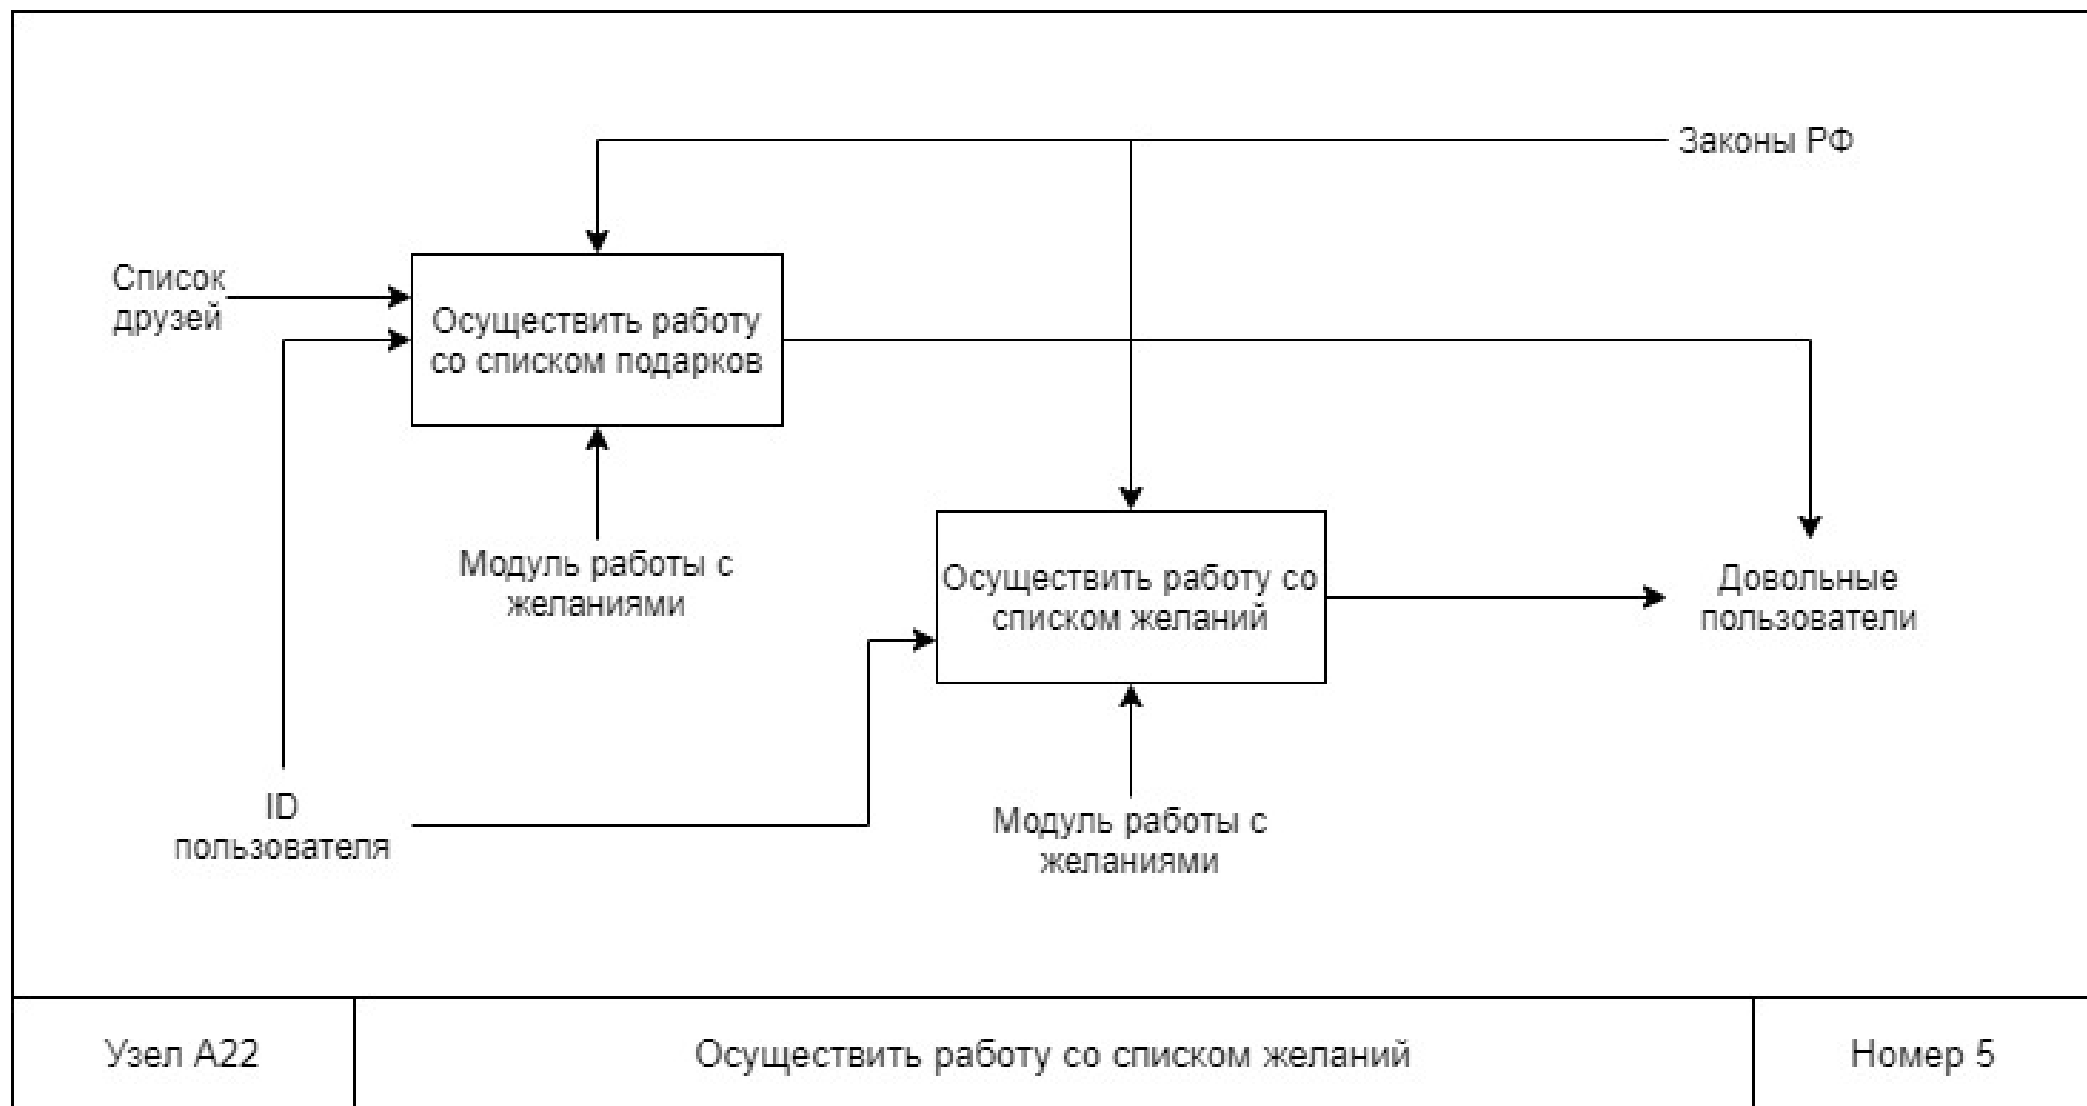 Законы РФ
Список
друзей
Осуществить работу
со списком подарков
Модуль работы с
желаниями
Осуществить работу со
списком желаний
Довольные
пользователи
ID
пользователя
Модуль работы с
желаниями
Узел А22
Осуществить работу со списком желаний
Номер 5